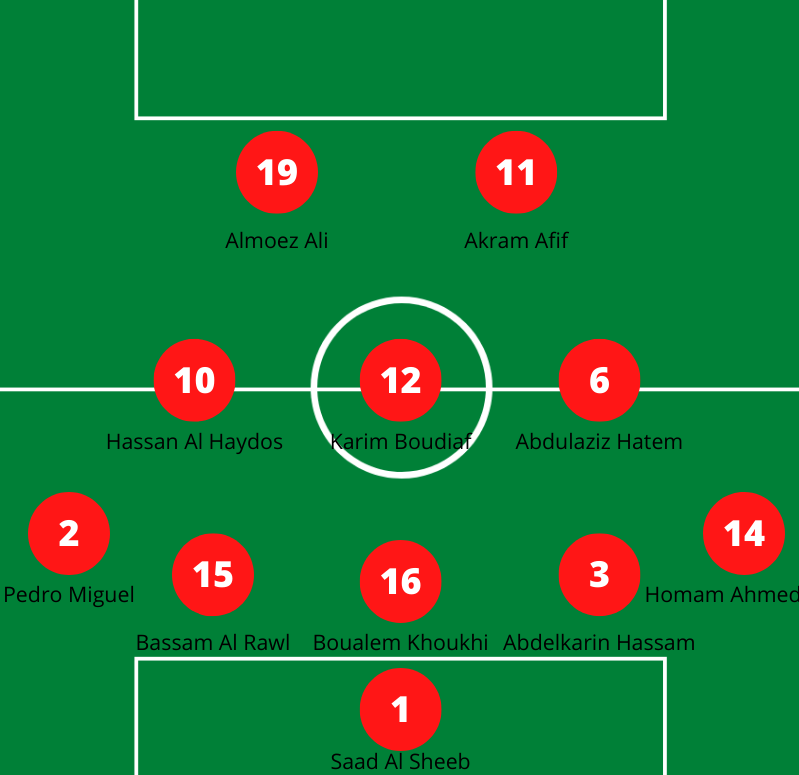 19
11
Almoez Ali
Akram Afif
10
12
6
Hassan Al Haydos
Karim Boudiaf
Abdulaziz Hatem
2
14
15
16
3
Pedro Miguel
Homam Ahmed
Bassam Al Rawl
Boualem Khoukhi
Abdelkarin Hassam
1
Saad Al Sheeb